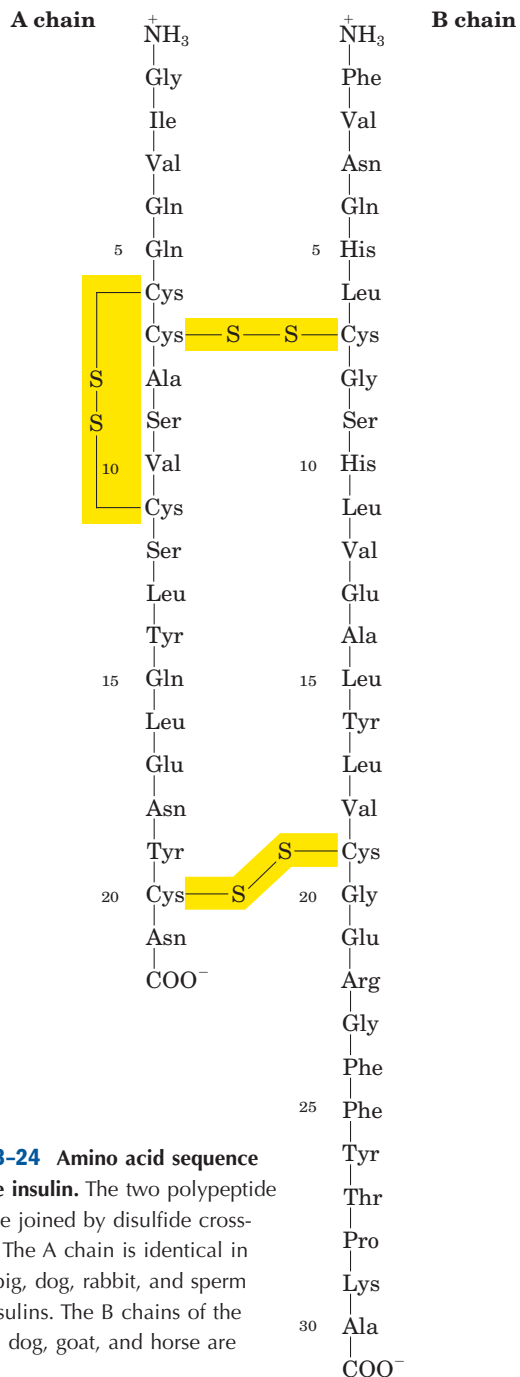 A chain
B chain
+
NH3
Gly
Ile
Val
Gln
5 Gln
Cys
Cys
Ala
Ser
10 Val
Cys
Ser
Leu
Tyr
15 Gln
Leu
Glu
Asn
Tyr
20 Cys
Asn
COO−
S
S
S S
S
S
+
NH3
Phe
Val
Asn
Gln
5 His
Leu
Cys
Gly
Ser
10 His
Leu
Val
Glu
Ala
15 Leu
Tyr
Leu
Val
Cys
20 Gly
Glu
Arg
Gly
Phe
25 Phe
Tyr
Thr
Pro
Lys
30 Ala
COO−
3–24 Amino acid sequence
e insulin. The two polypeptide
e joined by disulfide cross-
The A chain is identical in
pig, dog, rabbit, and sperm
sulins. The B chains of the
dog, goat, and horse are